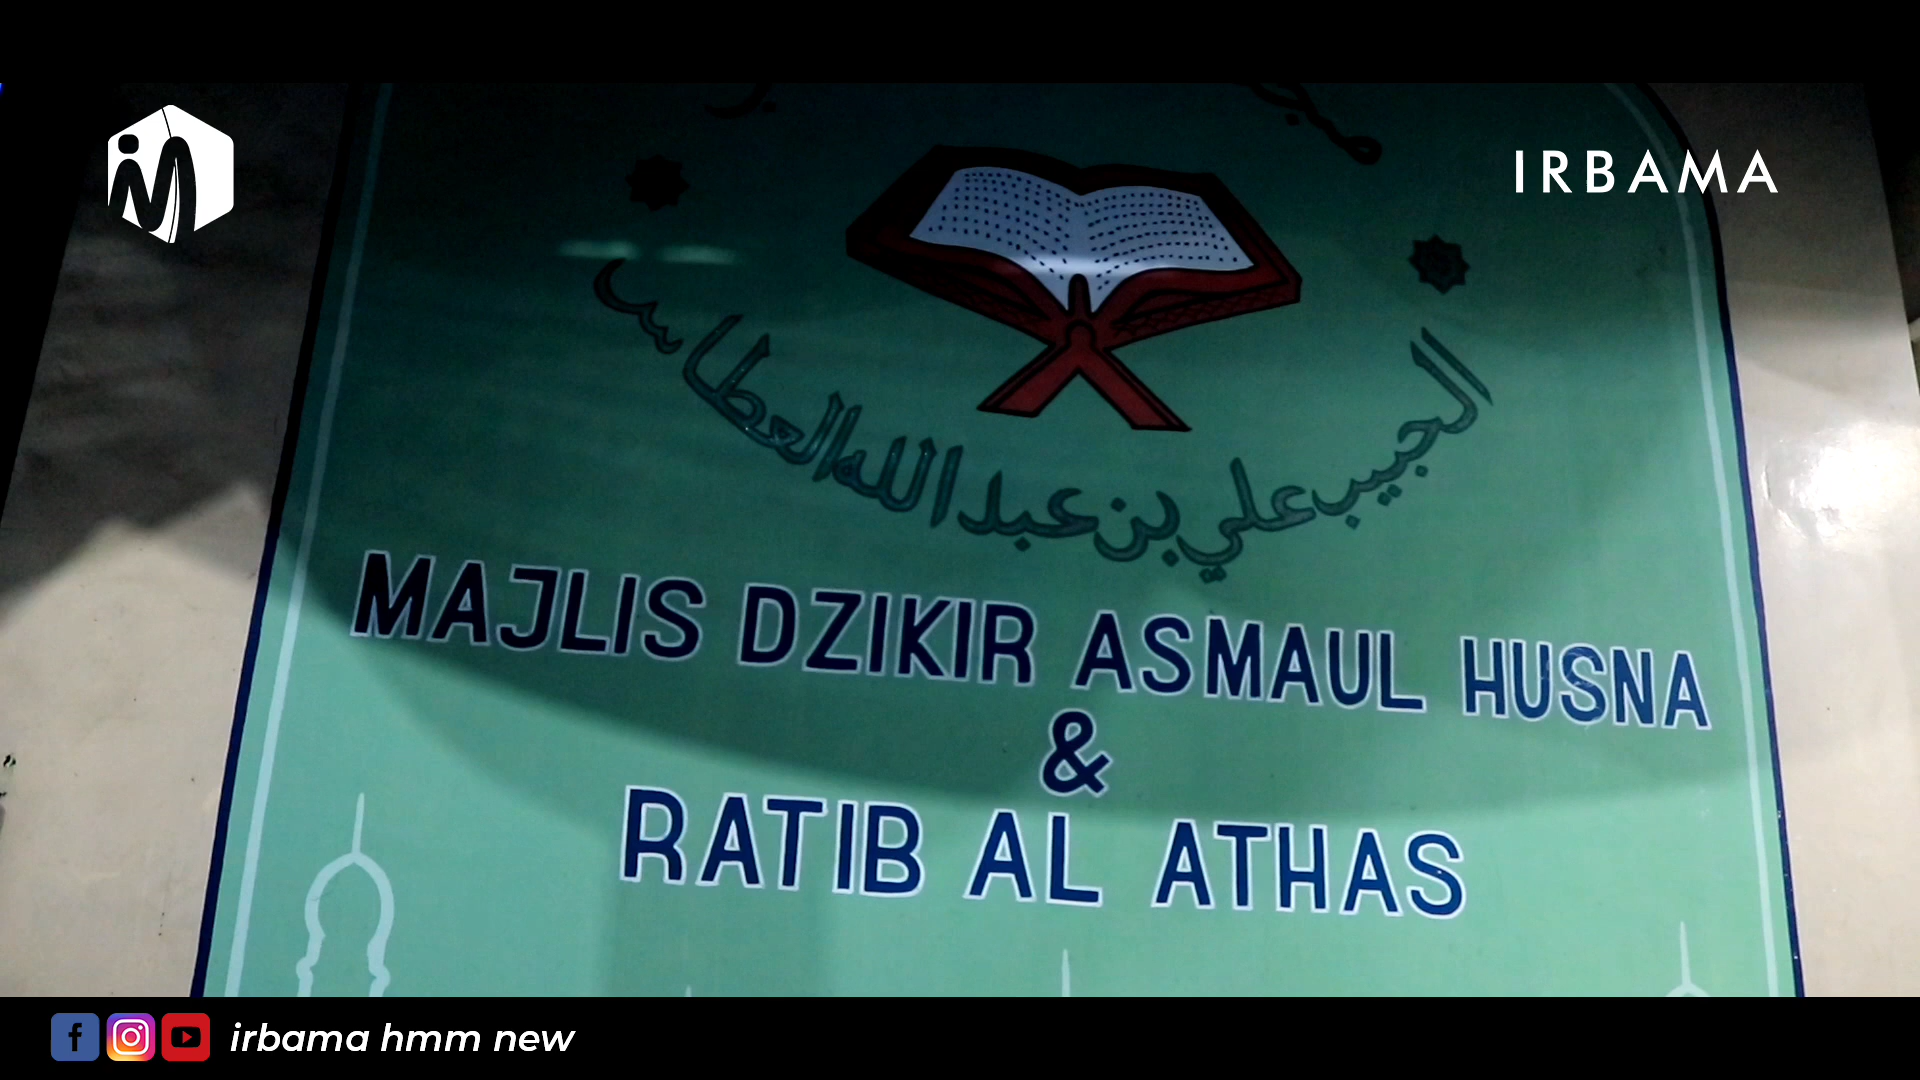 IRBAMA
الحبيب علي بن عبد الله العطاس
MAJLIS DZIKIR ASMAUL HUSNA
&
RATIB AL ATHAS
irbama hmm new